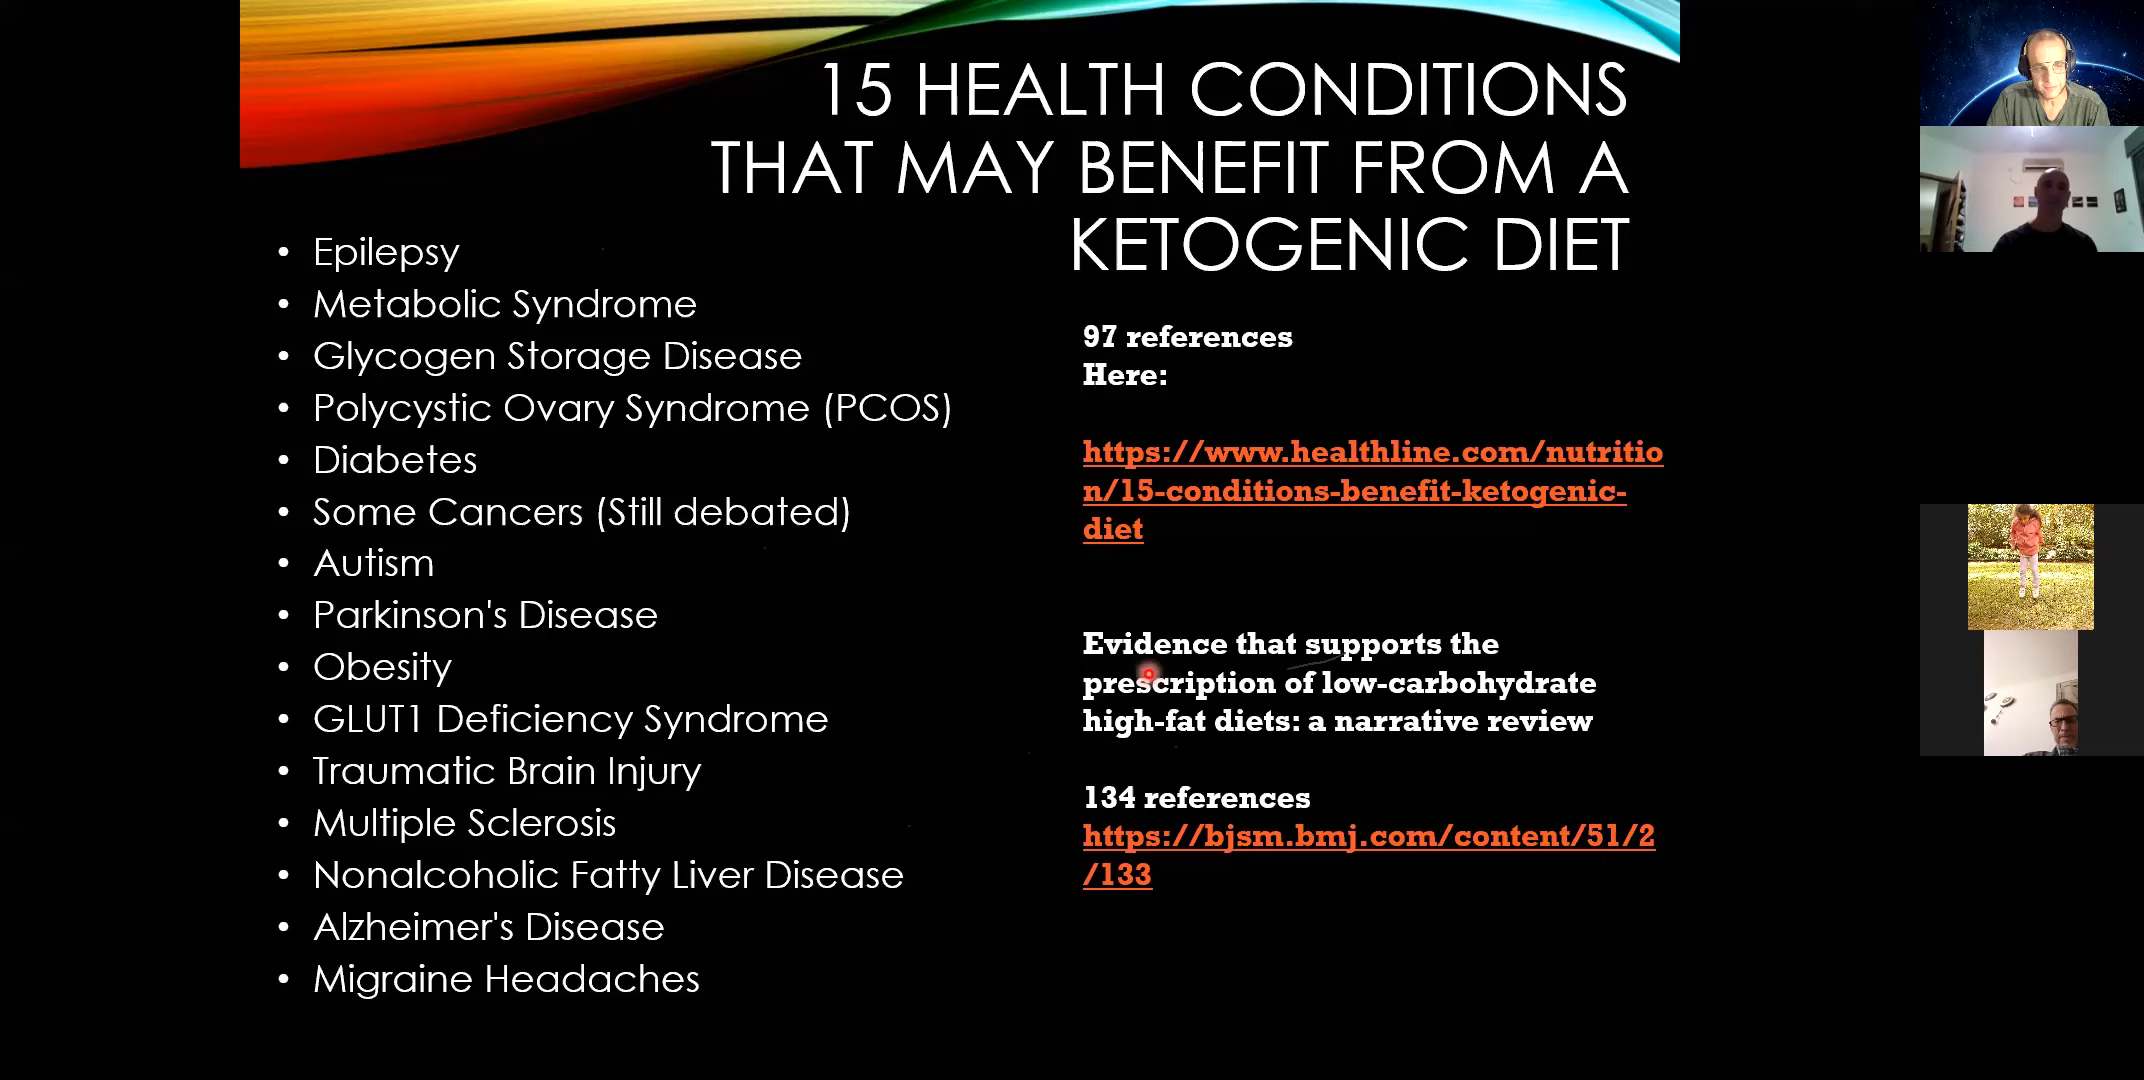 15 HEALTH CONDITIONS
THAT MAY BENEFIT FROM A
KETOGENIC DIET
• Epilepsy
• Metabolic Syndrome
• Glycogen Storage Disease
• Polycystic Ovary Syndrome (PCOS)
• Diabetes
• Some Cancers (Still debated)
• Autism
• Parkinson's Disease
• Obesity
• GLUT1 Deficiency Syndrome
• Traumatic Brain Injury
• Multiple Sclerosis
• Nonalcoholic Fatty Liver Disease
• Alzheimer's Disease
• Migraine Headaches
97 references
Here:
https://www.healthline.com/nutritio
n/15-conditions-benefit-ketogenic-
diet
Evidence that supports the
prescription of low-carbohydrate
high-fat diets: a narrative review
134 references
https://bjsm.bmj.com/content/51/2
/133